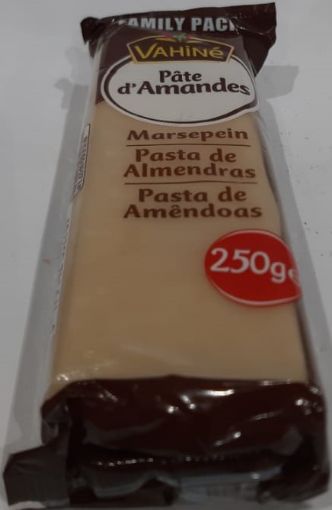 FAMILY PACK
VAHINÉ
Pâte
d'Amandes
Marsepein
Pasta de
Almendras
Pasta de
Amêndoas
250g℮